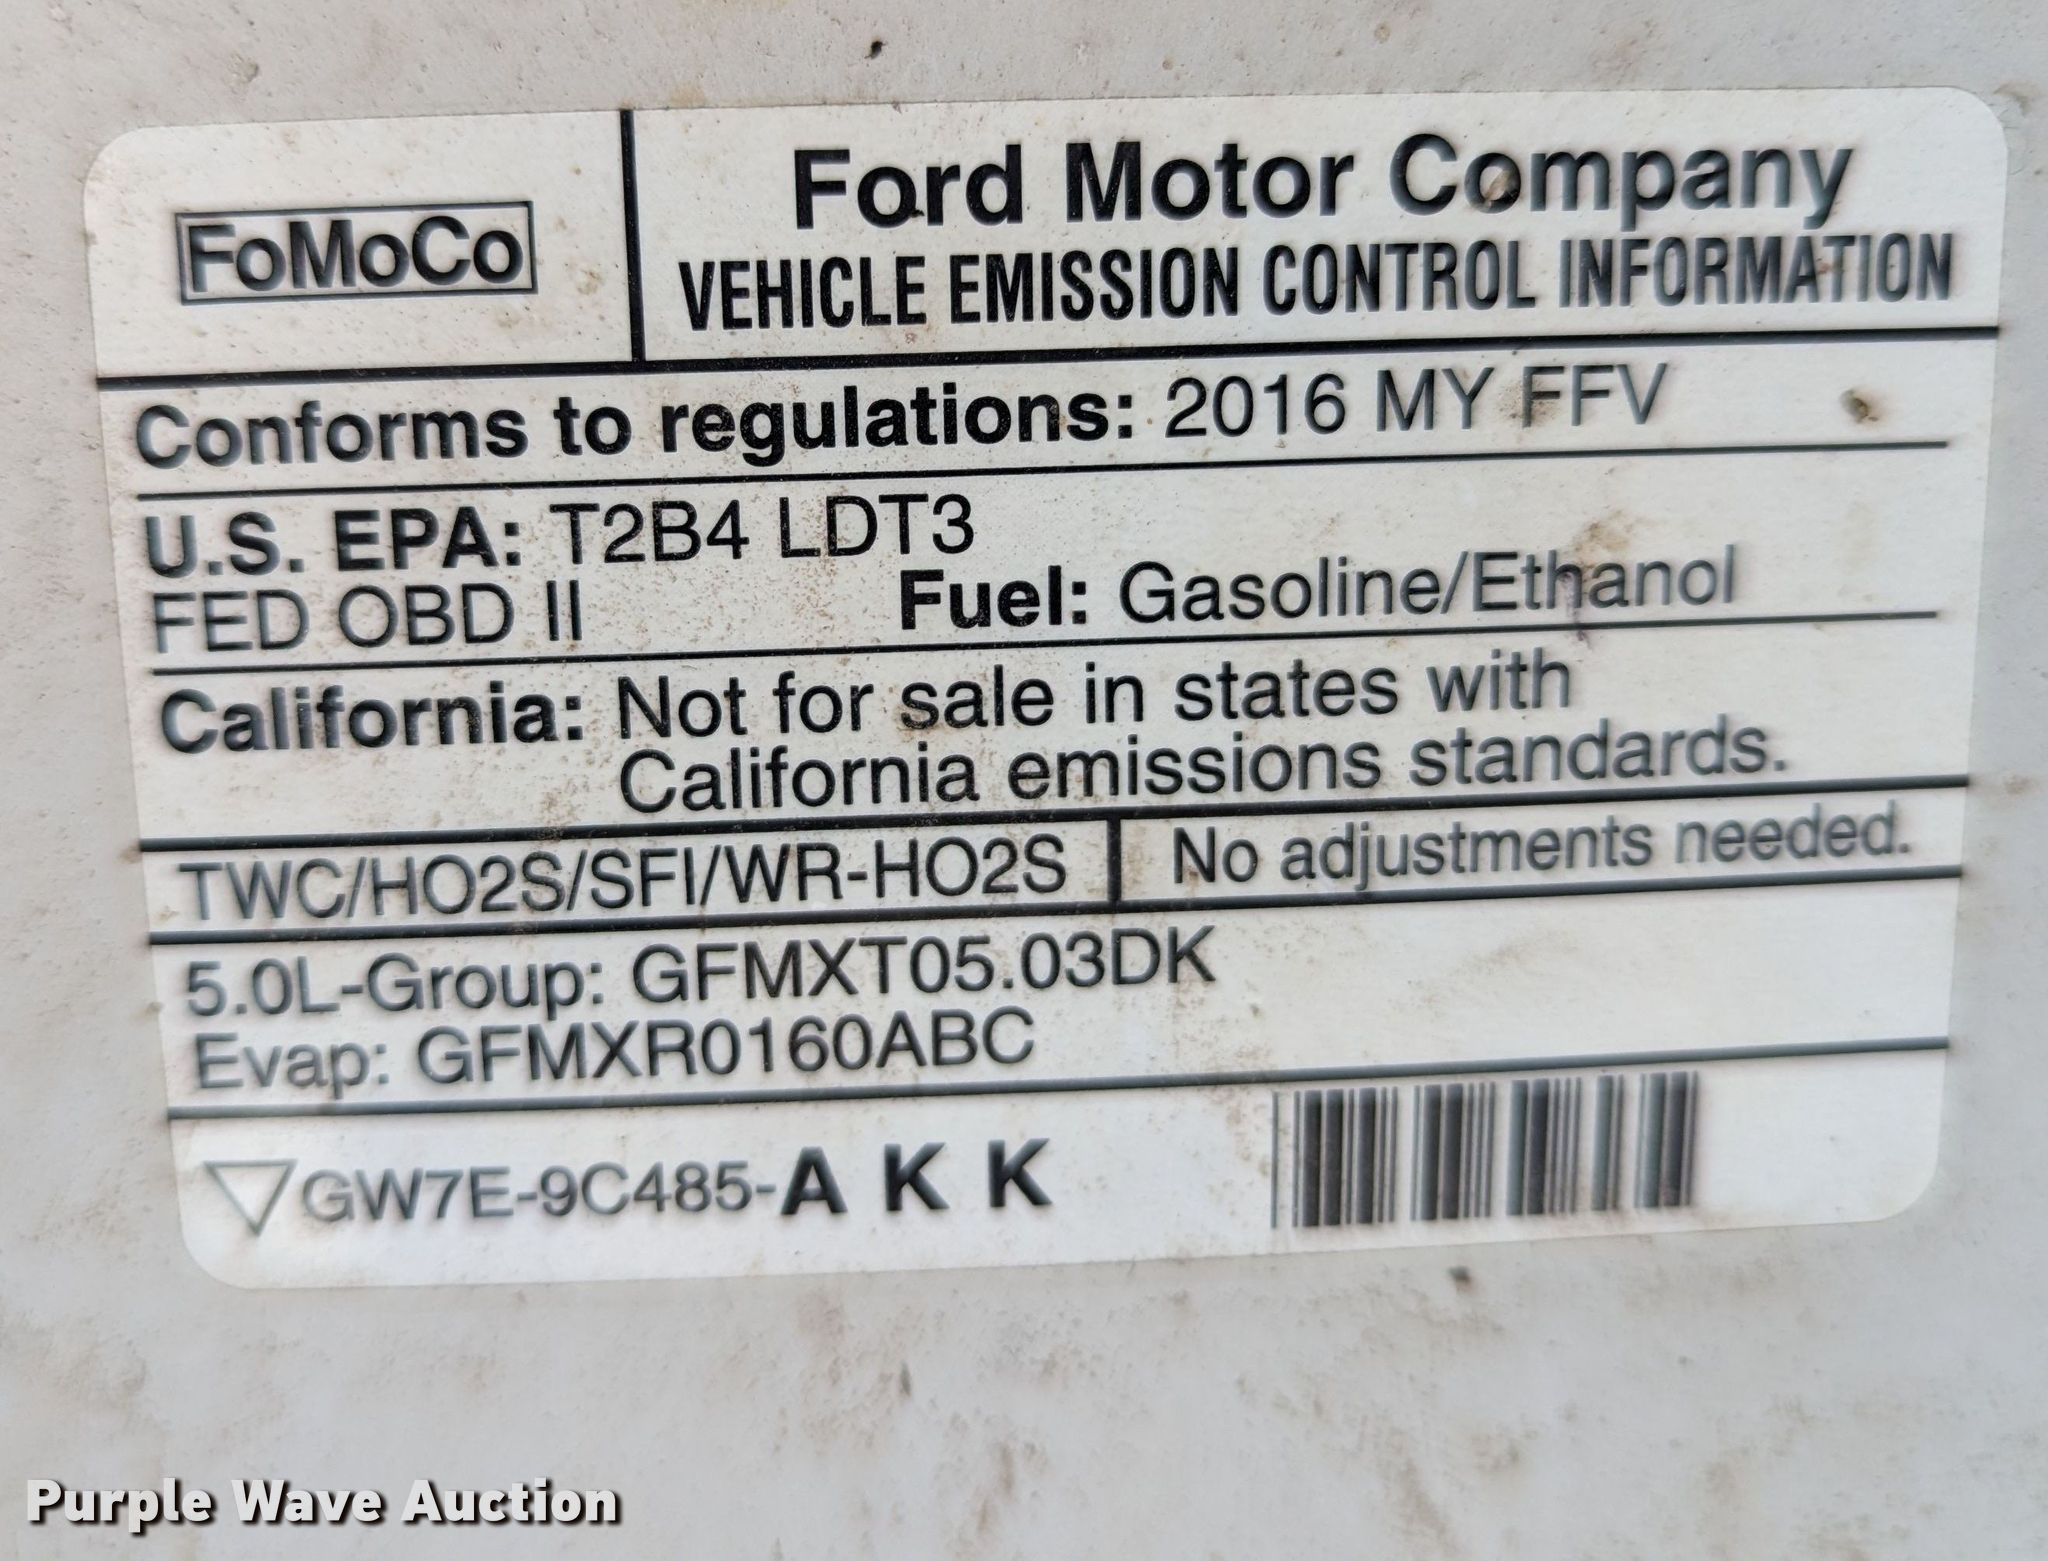 FoMoCo
Ford Motor Company
VEHICLE EMISSION CONTROL INFORMATION
Conforms to regulations: 2016 MY FFV
U.S. EPA: T2B4 LDT3
FED OBD II Fuel: Gasoline/Ethanol
California: Not for sale in states with
California emissions standards.
TWC/HO2S/SFI/WR-HO2S No adjustments needed.
5.0L-Group: GFMXT05.03DK
Evap: GFMXR0160ABC
GW7E-9C485-A K K
Purple Wave Auction